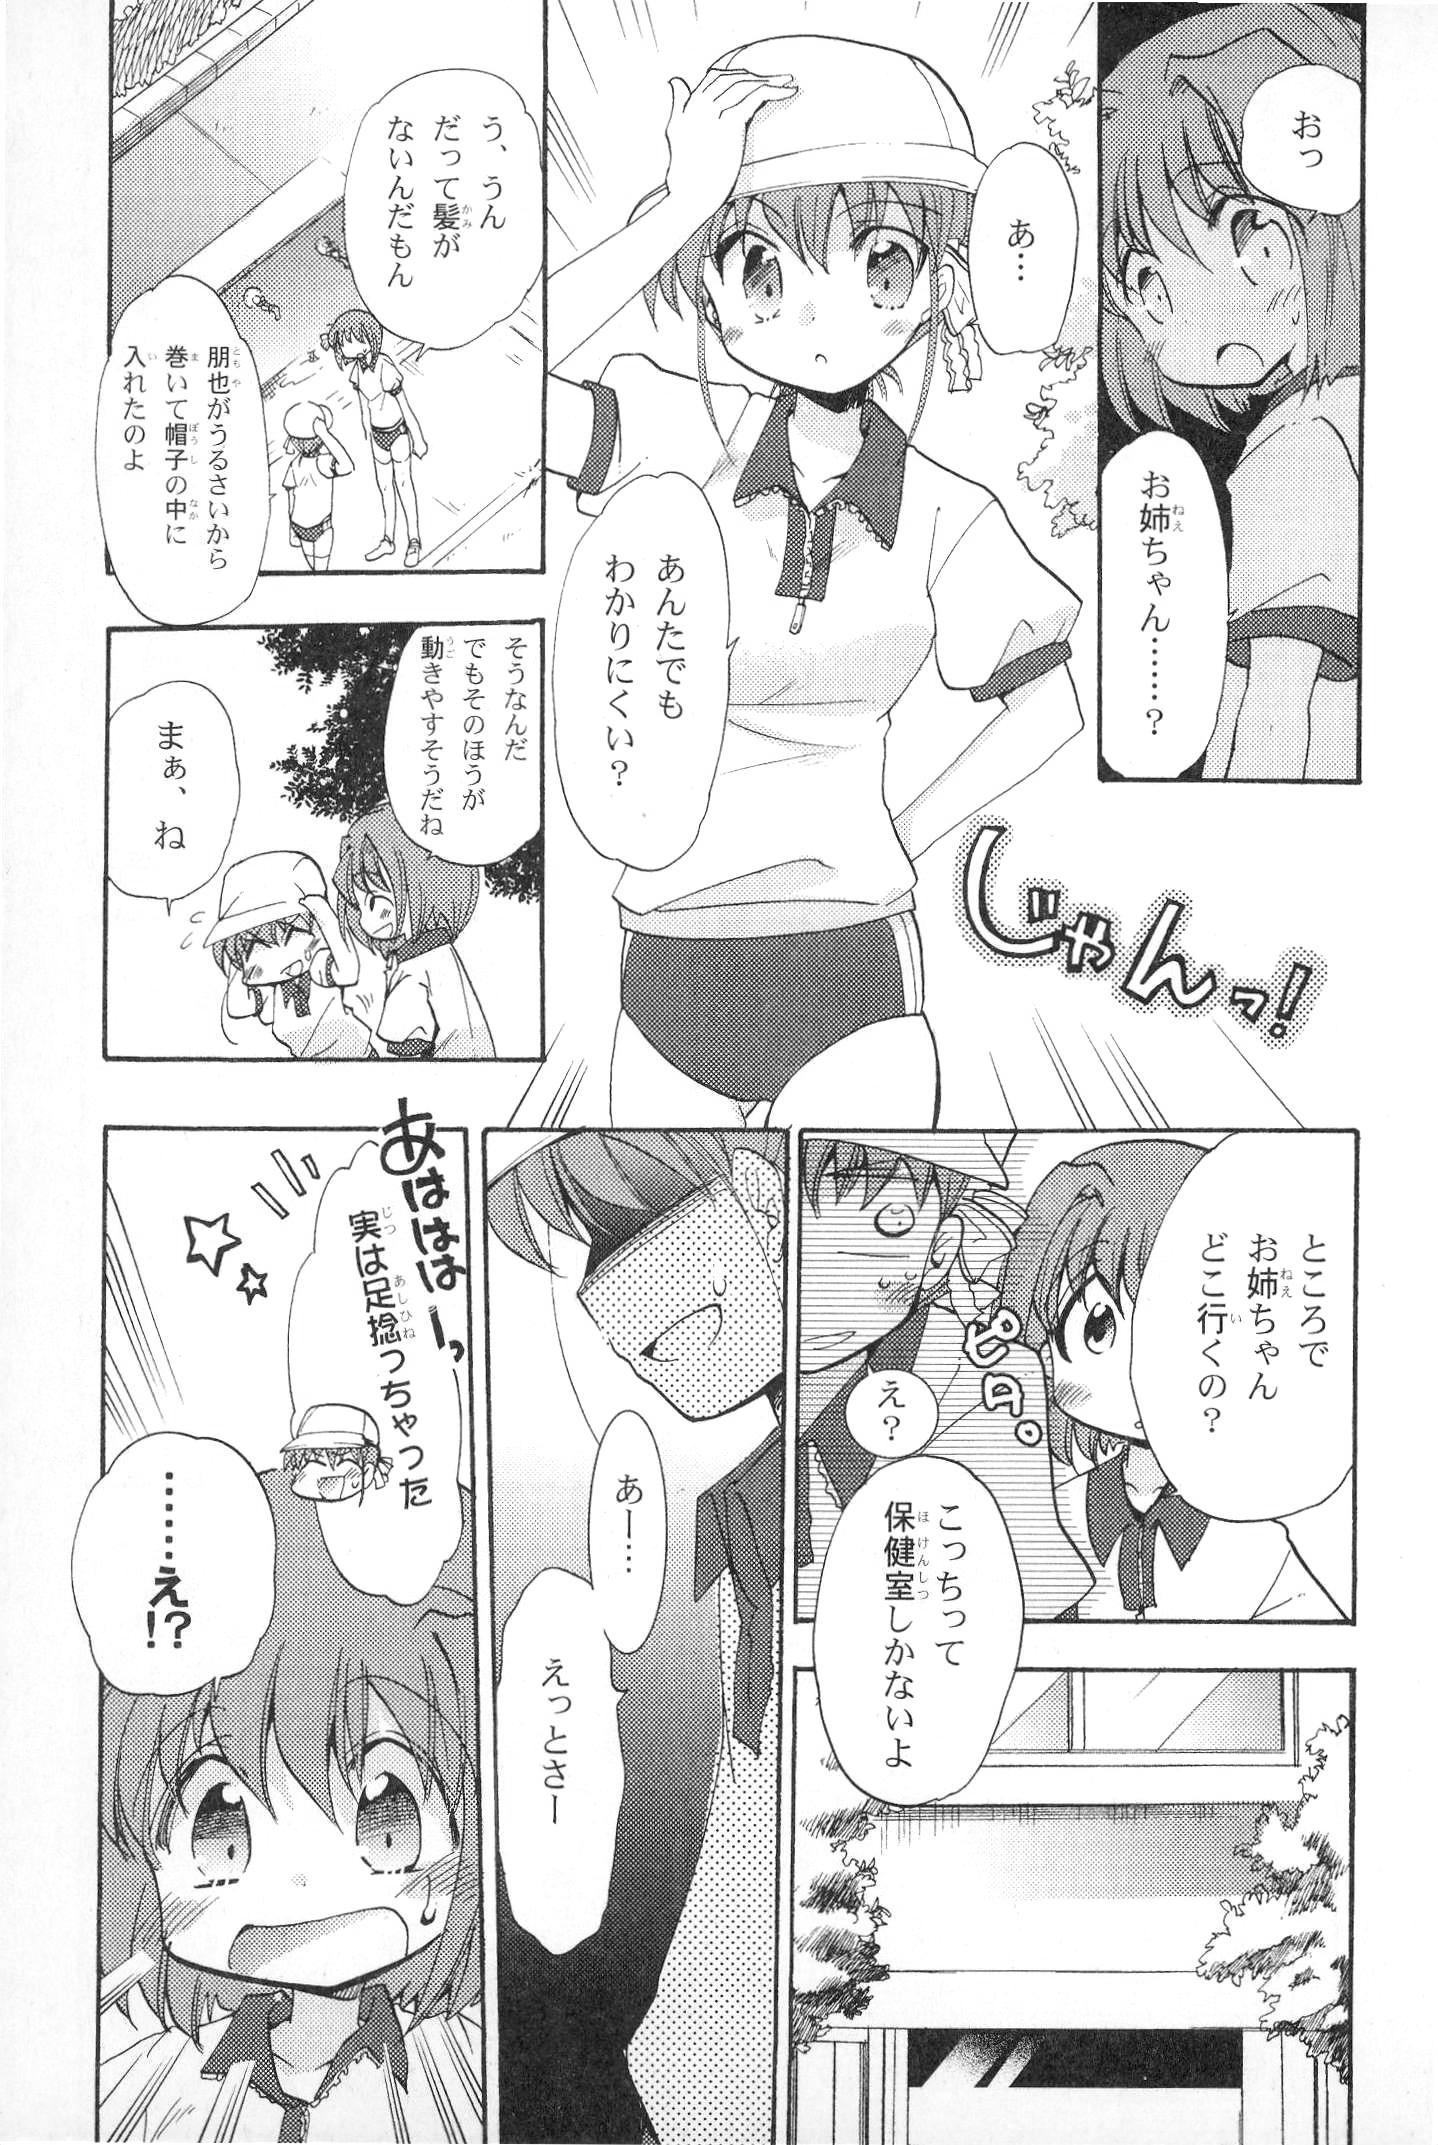 おっ
お姉ちゃん……？
あ…
あんたでも
わかりにくい？
じゃんっ！
う、うん
だって髪が
ないんだもん
朋也がうるさいから
巻いて帽子の中に
入れたのよ
そうなんだ
でもそのほうが
動きやすそうだね
まぁ、ね
ところで
お姉ちゃん
どこ行くの？
ピタ。
え？
こっちって
保健室しかないよ
あー…
えっとさー
あははは
ーっ
実は足捻っちゃった
………え!?